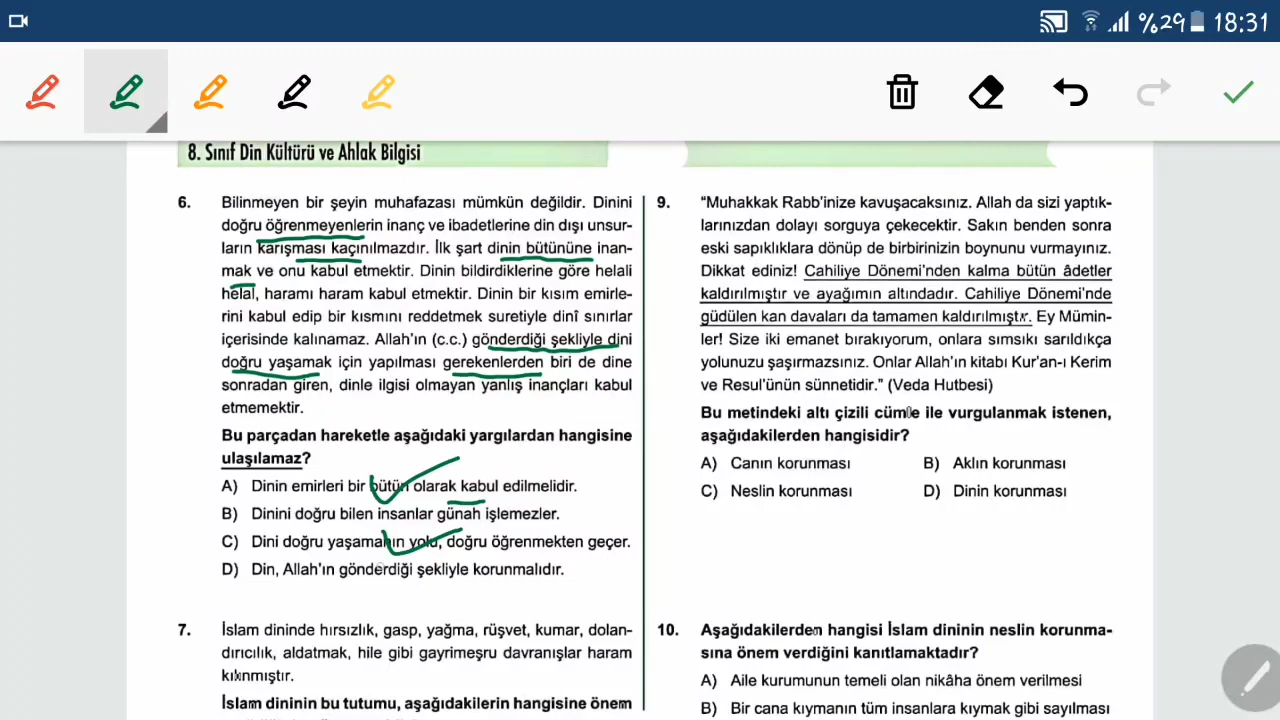 %29 18:31
8. Sınıf Din Kültürü ve Ahlak Bilgisi
6. Bilinmeyen bir şeyin muhafazası mümkün değildir. Dinini
doğru öğrenmeyenlerin inanç ve ibadetlerine din dışı unsur-
ların karışması kaçınılmazdır. İlk şart dinin bütününe inan-
mak ve onu kabul etmektir. Dinin bildirdiklerine göre helali
helal, haramı haram kabul etmektir. Dinin bir kısım emirle-
rini kabul edip bir kısmını reddetmek suretiyle dinî sınırlar
içerisinde kalınamaz. Allah’ın (c.c.) gönderdiği şekliyle dini
doğru yaşamak için yapılması gerekenlerden biri de dine
sonradan giren, dinle ilgisi olmayan yanlış inançları kabul
etmemektir.
Bu parçadan hareketle aşağıdaki yargılardan hangisine
ulaşılamaz?
A) Dinin emirleri bir bütün olarak kabul edilmelidir.
B) Dinini doğru bilen insanlar günah işlemezler.
C) Dini doğru yaşamanın yolu, doğru öğrenmekten geçer.
D) Din, Allah’ın gönderdiği şekliyle korunmalıdır.
7. İslam dininde hırsızlık, gasp, yağma, rüşvet, kumar, dolan-
dırıcılık, aldatmak, hile gibi gayrimeşru davranışlar haram
kılınmıştır.
İslam dininin bu tutumu, aşağıdakilerin hangisine önem
9. “Muhakkak Rabb’inize kavuşacaksınız. Allah da sizi yaptık-
larınızdan dolayı sorguya çekecektir. Sakın benden sonra
eski sapıklıklara dönüp de birbirinizin boynunu vurmayınız.
Dikkat ediniz! Cahiliye Dönemi’nden kalma bütün âdetler
kaldırılmıştır ve ayağımın altındadır. Cahiliye Dönemi’nde
güdülen kan davaları da tamamen kaldırılmıştır. Ey Mümin-
ler! Size iki emanet bırakıyorum, onlara sımsıkı sarıldıkça
yolunuzu şaşırmazsınız. Onlar Allah’ın kitabı Kur’an-ı Kerim
ve Resul’ünün sünnetidir.” (Veda Hutbesi)
Bu metindeki altı çizili cümle ile vurgulanmak istenen,
aşağıdakilerden hangisidir?
A) Canın korunması B) Aklın korunması
C) Neslin korunması D) Dinin korunması
10. Aşağıdakilerden hangisi İslam dininin neslin korunma-
sına önem verdiğini kanıtlamaktadır?
A) Aile kurumunun temeli olan nikâha önem verilmesi
B) Bir cana kıymanın tüm insanlara kıymak gibi sayılması